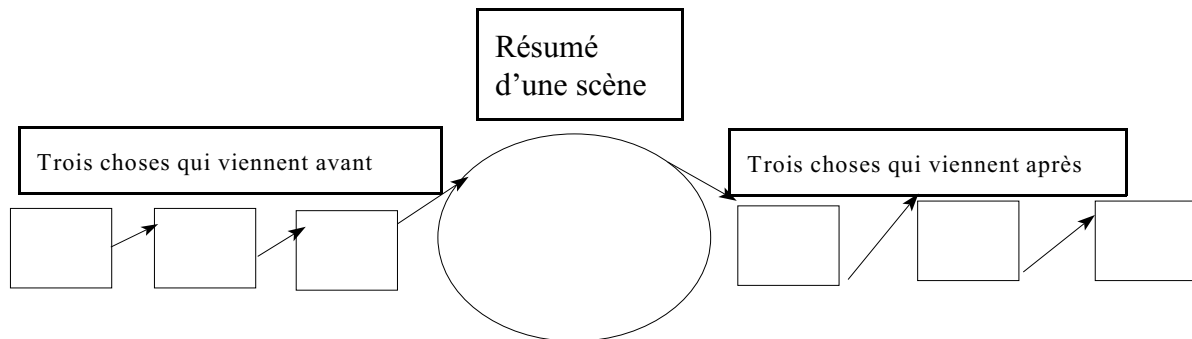 Résumé
d’une scène
Trois choses qui viennent avant
Trois choses qui viennent après